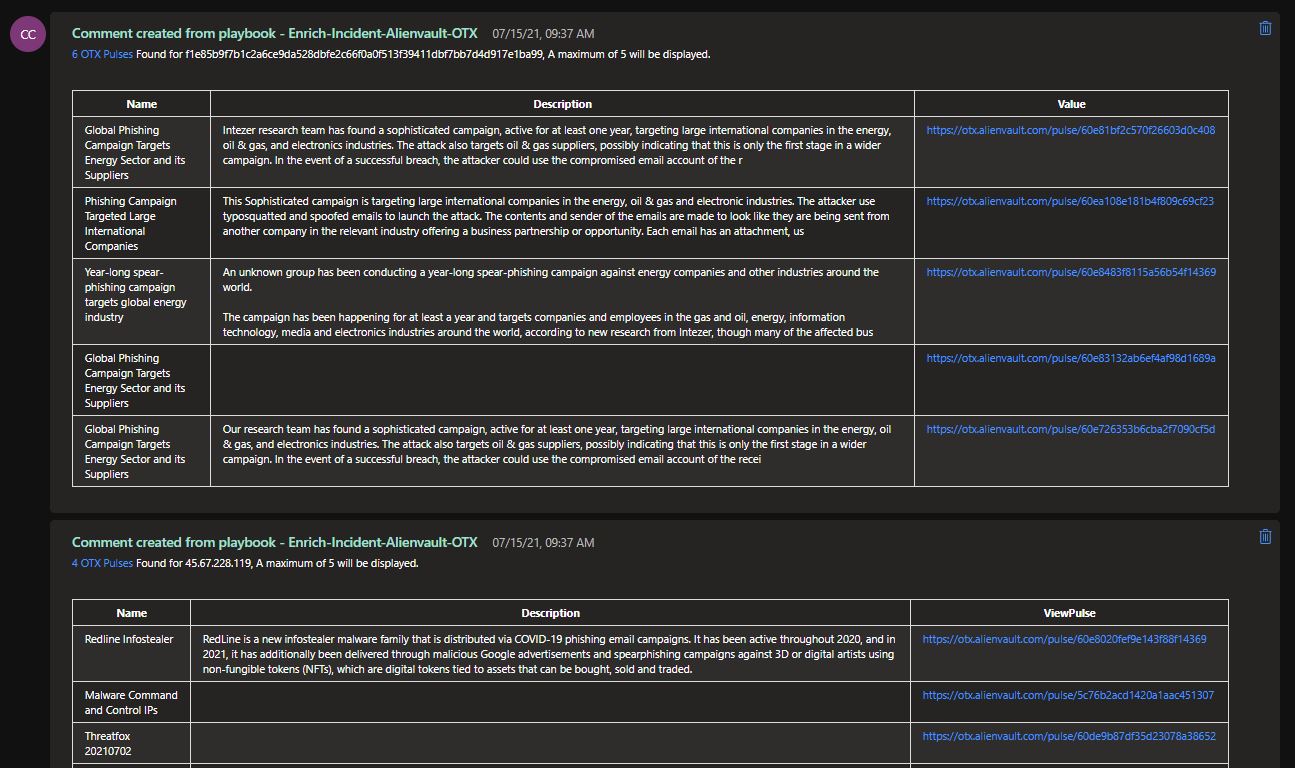 CC
Comment created from playbook - Enrich-Incident-Alienvault-OTX 07/15/21, 09:37 AM
6 OTX Pulses Found for f1e85b9f7b1c2a6ce9da528dbfe2c66f0a0f513f39411dbf7bb7d4d917e1ba99, A maximum of 5 will be displayed.
Name Description Value
Global Phishing
Campaign Targets
Energy Sector and its
Suppliers
Intezer research team has found a sophisticated campaign, active for at least one year, targeting large international companies in the energy,
oil & gas, and electronics industries. The attack also targets oil & gas suppliers, possibly indicating that this is only the first stage in a wider
campaign. In the event of a successful breach, the attacker could use the compromised email account of the r
https://otx.alienvault.com/pulse/60e81bf2c570f26603d0c408
Phishing Campaign
Targeted Large
International
Companies
This Sophisticated campaign is targeting large international companies in the energy, oil & gas and electronic industries. The attacker use
typosquatted and spoofed emails to launch the attack. The contents and sender of the emails are made to look like they are being sent from
another company in the relevant industry offering a business partnership or opportunity. Each email has an attachment, us
https://otx.alienvault.com/pulse/60ea108e181b4f809c69cf23
Year-long spear-
phishing campaign
targets global energy
industry
An unknown group has been conducting a year-long spear-phishing campaign against energy companies and other industries around the
world.
The campaign has been happening for at least a year and targets companies and employees in the gas and oil, energy, information
technology, media and electronics industries around the world, according to new research from Intezer, though many of the affected bus
https://otx.alienvault.com/pulse/60e8483f8115a56b54f14369
Global Phishing
Campaign Targets
Energy Sector and its
Suppliers
https://otx.alienvault.com/pulse/60e83132ab6ef4af98d1689a
Global Phishing
Campaign Targets
Energy Sector and its
Suppliers
Our research team has found a sophisticated campaign, active for at least one year, targeting large international companies in the energy, oil
& gas, and electronics industries. The attack also targets oil & gas suppliers, possibly indicating that this is only the first stage in a wider
campaign. In the event of a successful breach, the attacker could use the compromised email account of the recei
https://otx.alienvault.com/pulse/60e726353b6cba2f7090cf5d
Comment created from playbook - Enrich-Incident-Alienvault-OTX 07/15/21, 09:37 AM
4 OTX Pulses Found for 45.67.228.119, A maximum of 5 will be displayed.
Name Description ViewPulse
Redline Infostealer
RedLine is a new infostealer malware family that is distributed via COVID-19 phishing email campaigns. It has been active throughout 2020, and in
2021, it has additionally been delivered through malicious Google advertisements and spearphishing campaigns against 3D or digital artists using
non-fungible tokens (NFTs), which are digital tokens tied to assets that can be bought, sold and traded.
https://otx.alienvault.com/pulse/60e8020fef9e143f88f14369
Malware Command
and Control IPs
https://otx.alienvault.com/pulse/5c76b2acd1420a1aac451307
Threatfox
20210702
https://otx.alienvault.com/pulse/60de9b87df35d23078a38652